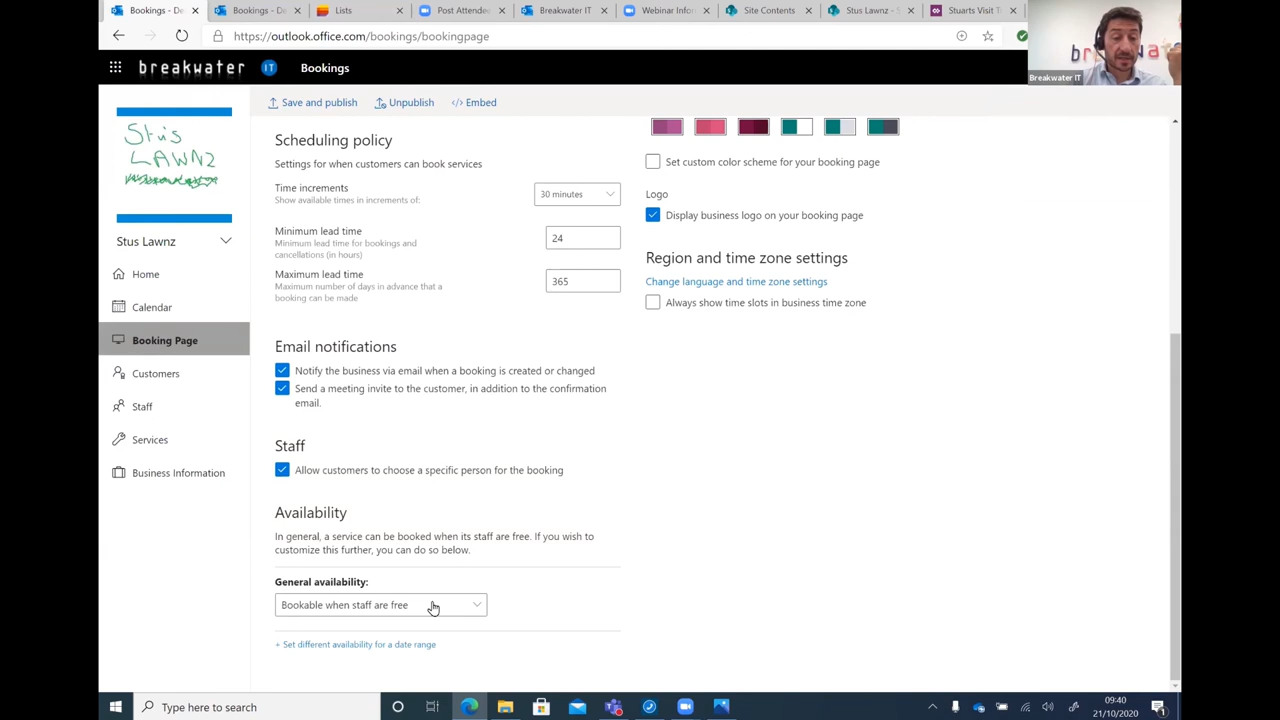 Bookings - De
Bookings - De
Lists
Post Attende
Breakwater IT
Webinar Infor
Site Contents
Stus Lawnz - S
Stuarts Visit T
https://outlook.office.com/bookings/bookingpage
Breakwater IT
breakwater IT Bookings
Save and publish
Unpublish
</> Embed
Stus
LAWNZ
Stus Lawnz
Home
Calendar
Booking Page
Customers
Staff
Services
Business Information
Scheduling policy
Settings for when customers can book services
Time increments
Show available times in increments of:
30 minutes
Minimum lead time
Minimum lead time for bookings and
cancellations (in hours)
24
Maximum lead time
Maximum number of days in advance that a
booking can be made
365
Email notifications
Notify the business via email when a booking is created or changed
Send a meeting invite to the customer, in addition to the confirmation
email.
Staff
Allow customers to choose a specific person for the booking
Availability
In general, a service can be booked when its staff are free. If you wish to
customize this further, you can do so below.
General availability:
Bookable when staff are free
+ Set different availability for a date range
Set custom color scheme for your booking page
Logo
Display business logo on your booking page
Region and time zone settings
Change language and time zone settings
Always show time slots in business time zone
Type here to search
09:40
21/10/2020